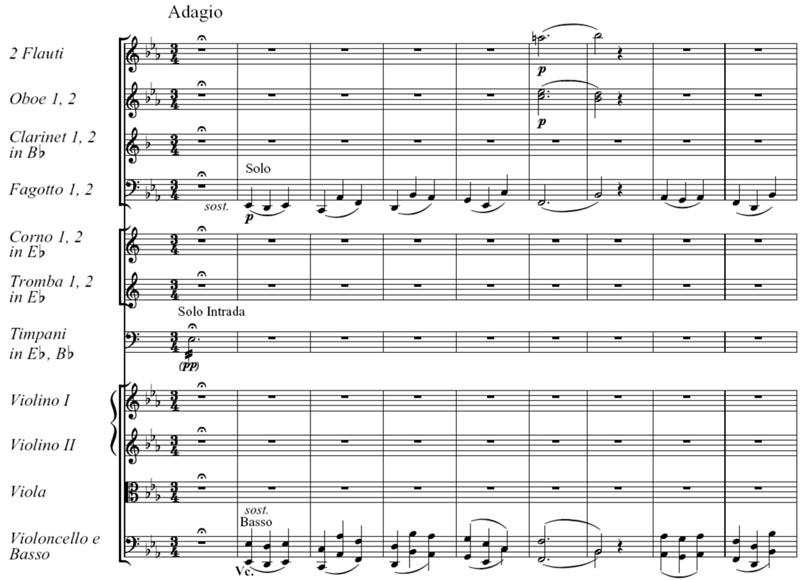 Adagio
2 Flauti
p
Oboe 1, 2
p
Clarinet 1, 2
in B♭
Solo
Fagotto 1, 2
sost.
p
Corno 1, 2
in E♭
Tromba 1, 2
in E♭
Solo Intrada
Timpani
in E♭, B♭
(pp)
Violino I
Violino II
Viola
sost.
Basso
Violoncello e
Basso
Vc.